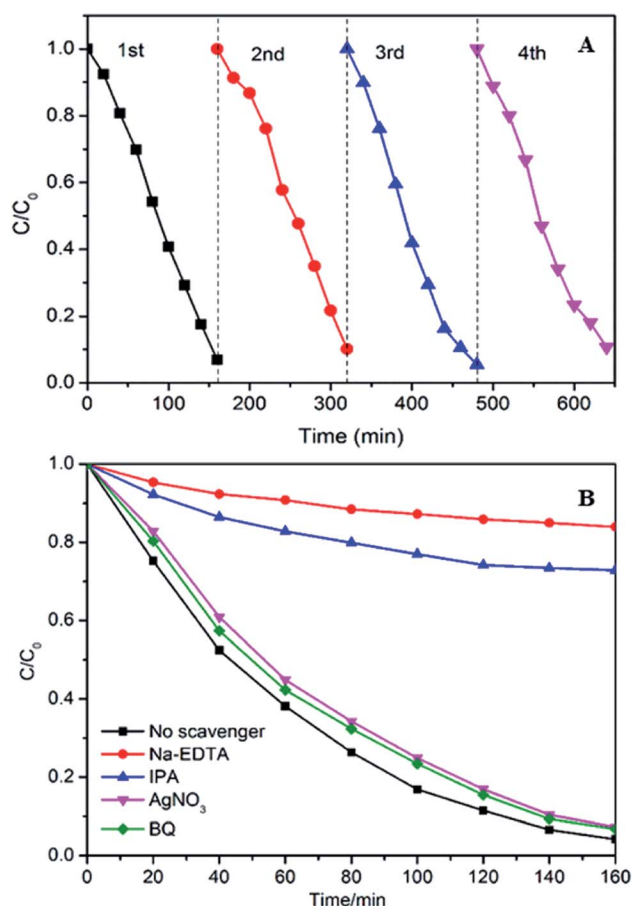 1st 2nd 3rd 4th A
1.0
0.8
0.6
0.4
0.2
0.0
C/C₀
0 100 200 300 400 500 600
Time (min)
B
1.0
0.8
0.6
0.4
0.2
0.0
C/C₀
No scavenger
Na-EDTA
IPA
AgNO₃
BQ
0 20 40 60 80 100 120 140 160
Time/min